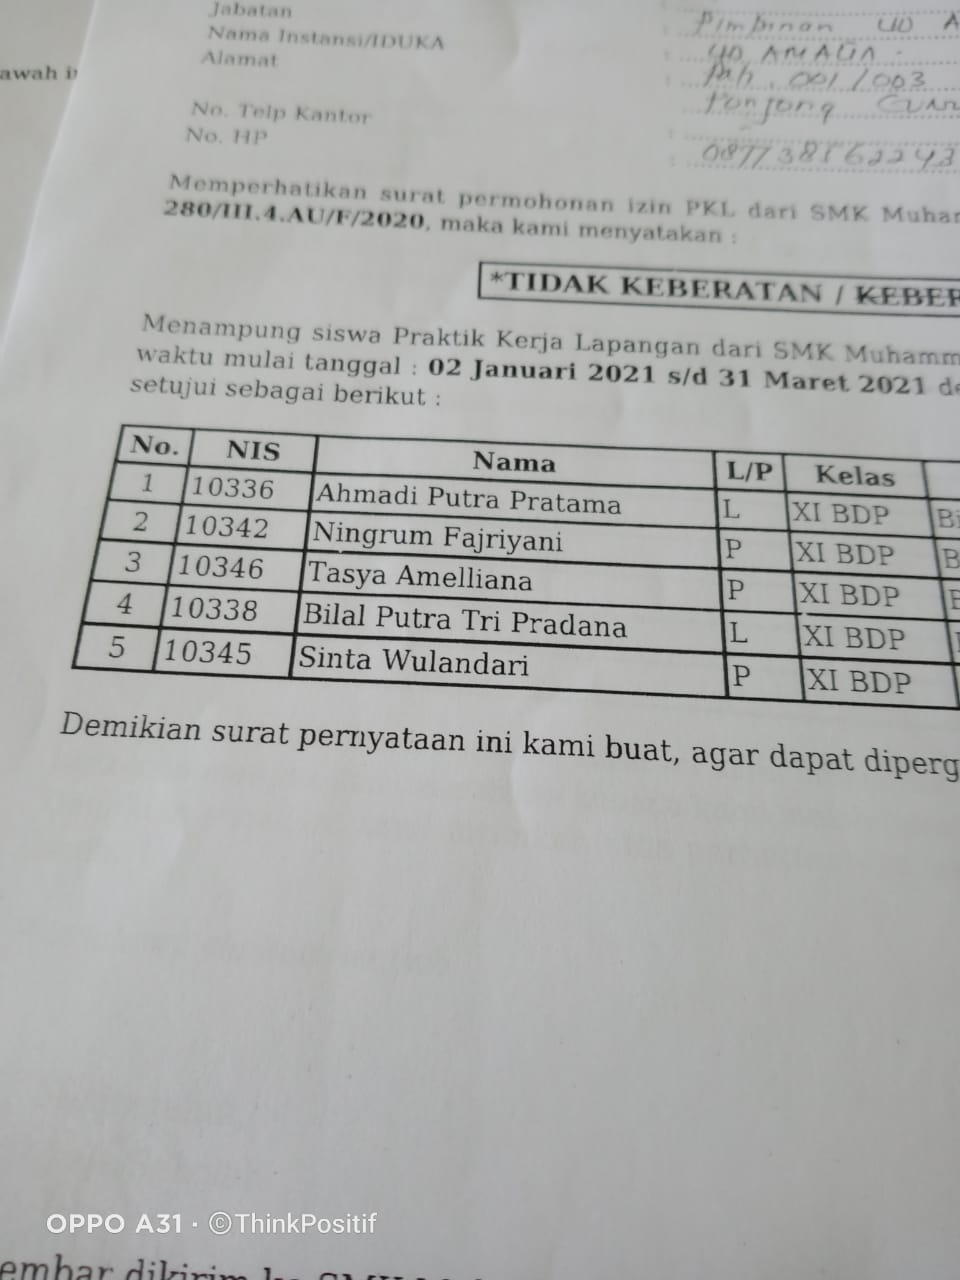 Jabatan
Pimpinan UD A
Nama Instansi/IDUKA
UD AMALIA
awah
Alamat
001/003
Tonjong
No. Telp Kantor
No. HP
087738162243
Memperhatikan surat permohonan izin PKL dari SMK Muham
280/III.4.AU/F/2020, maka kami menyatakan :
*TIDAK KEBERATAN / KEBER
Menampung siswa Praktik Kerja Lapangan dari SMK Muhamm
waktu mulai tanggal : 02 Januari 2021 s/d 31 Maret 2021 de
setujui sebagai berikut :
No. NIS Nama L/P Kelas
1 10336 Ahmadi Putra Pratama L XI BDP Bi
2 10342 Ningrum Fajriyani P XI BDP B
3 10346 Tasya Amelliana P XI BDP
4 10338 Bilal Putra Tri Pradana L XI BDP
5 10345 Sinta Wulandari P XI BDP
Demikian surat pernyataan ini kami buat, agar dapat diperg
OPPO A31 · ©ThinkPositif
embar dikirim ke